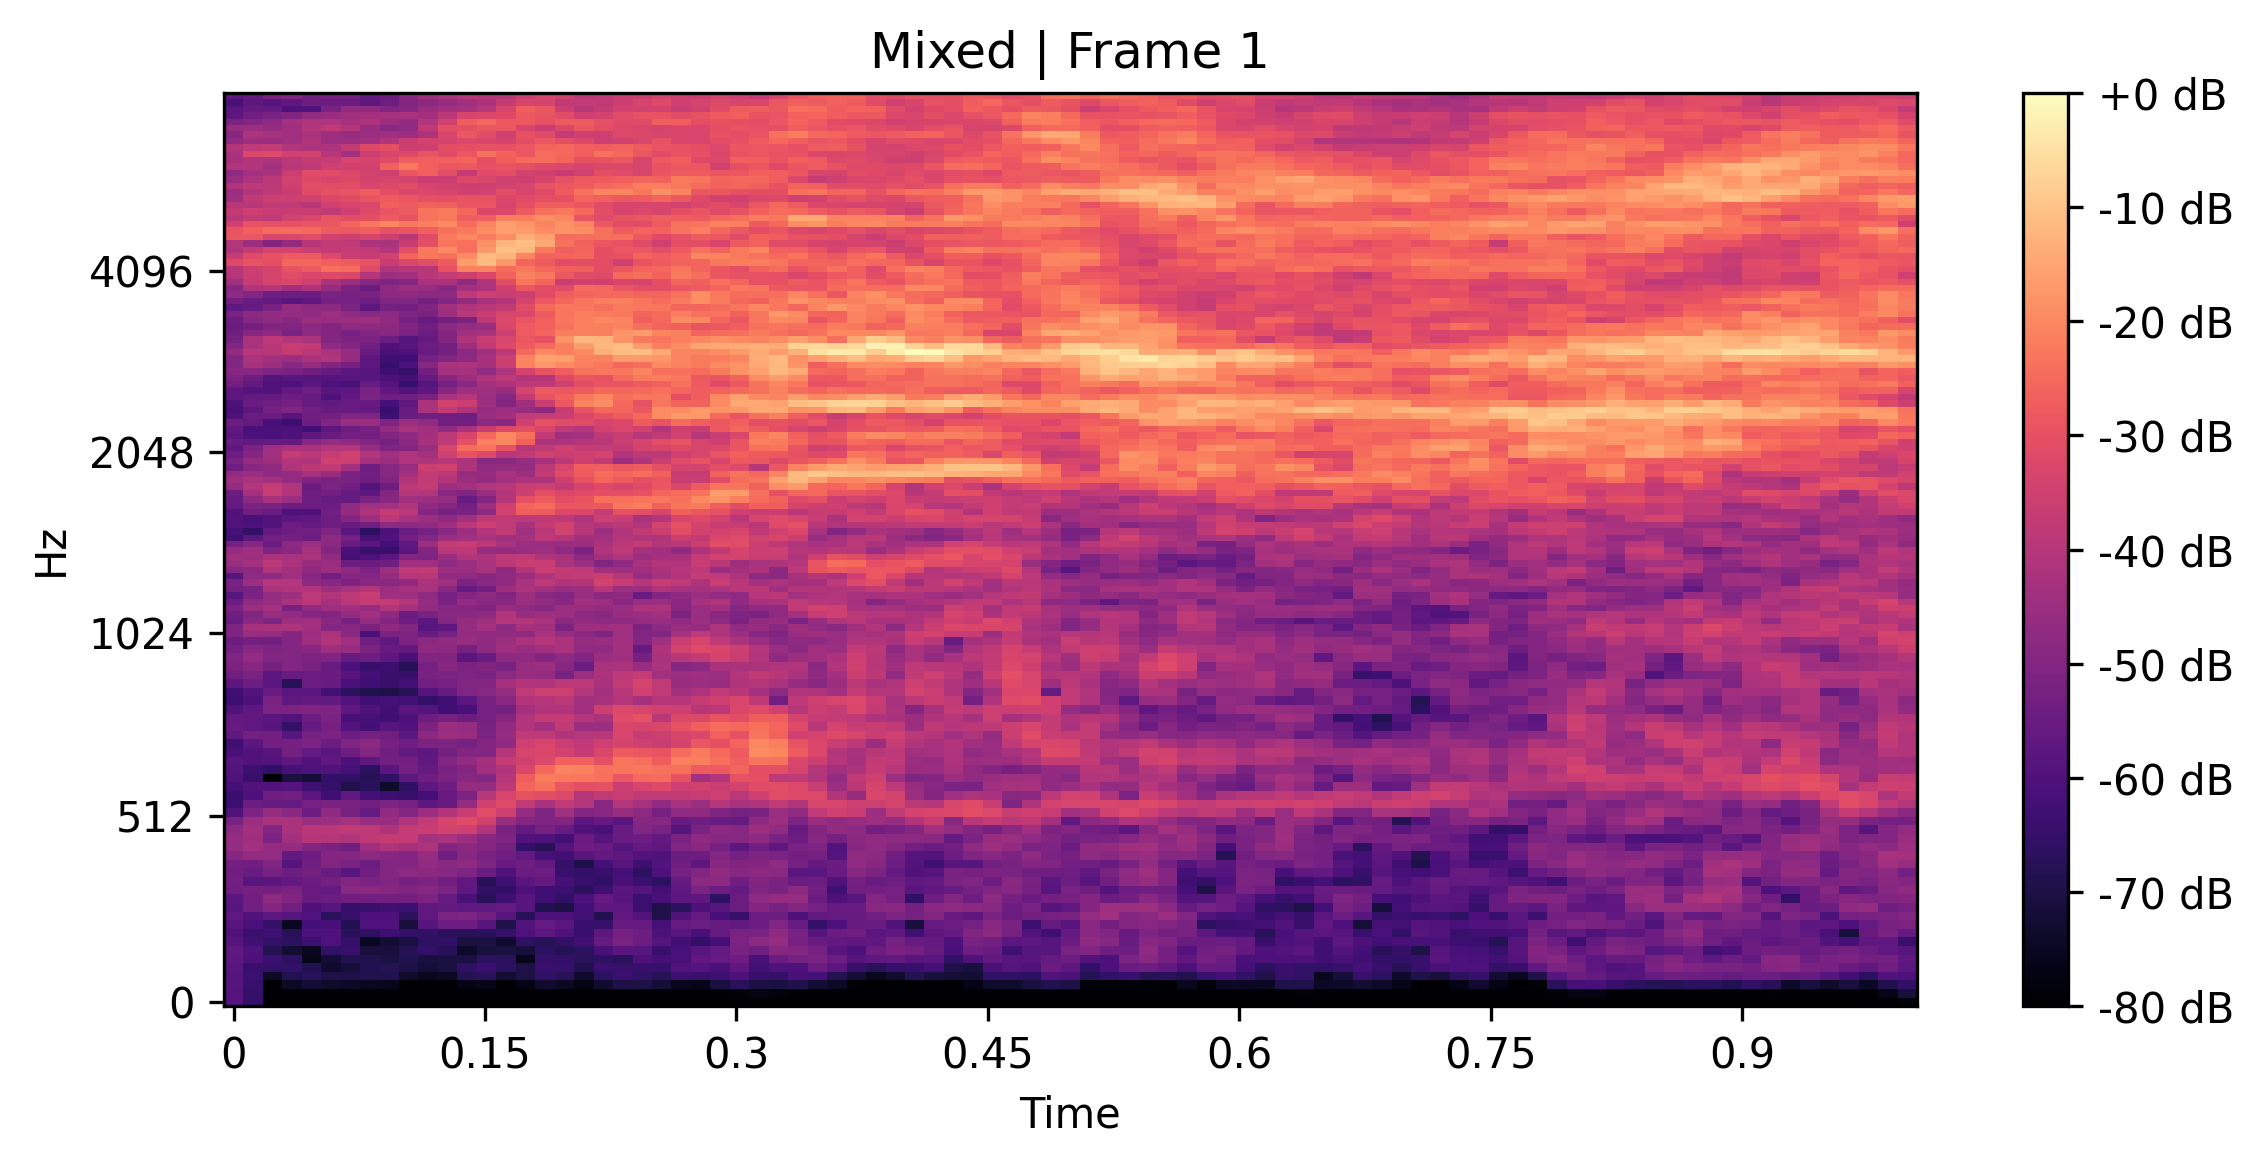 Mixed | Frame 1
Hz
4096
2048
1024
512
0
0 0.15 0.3 0.45 0.6 0.75 0.9
Time
+0 dB
-10 dB
-20 dB
-30 dB
-40 dB
-50 dB
-60 dB
-70 dB
-80 dB